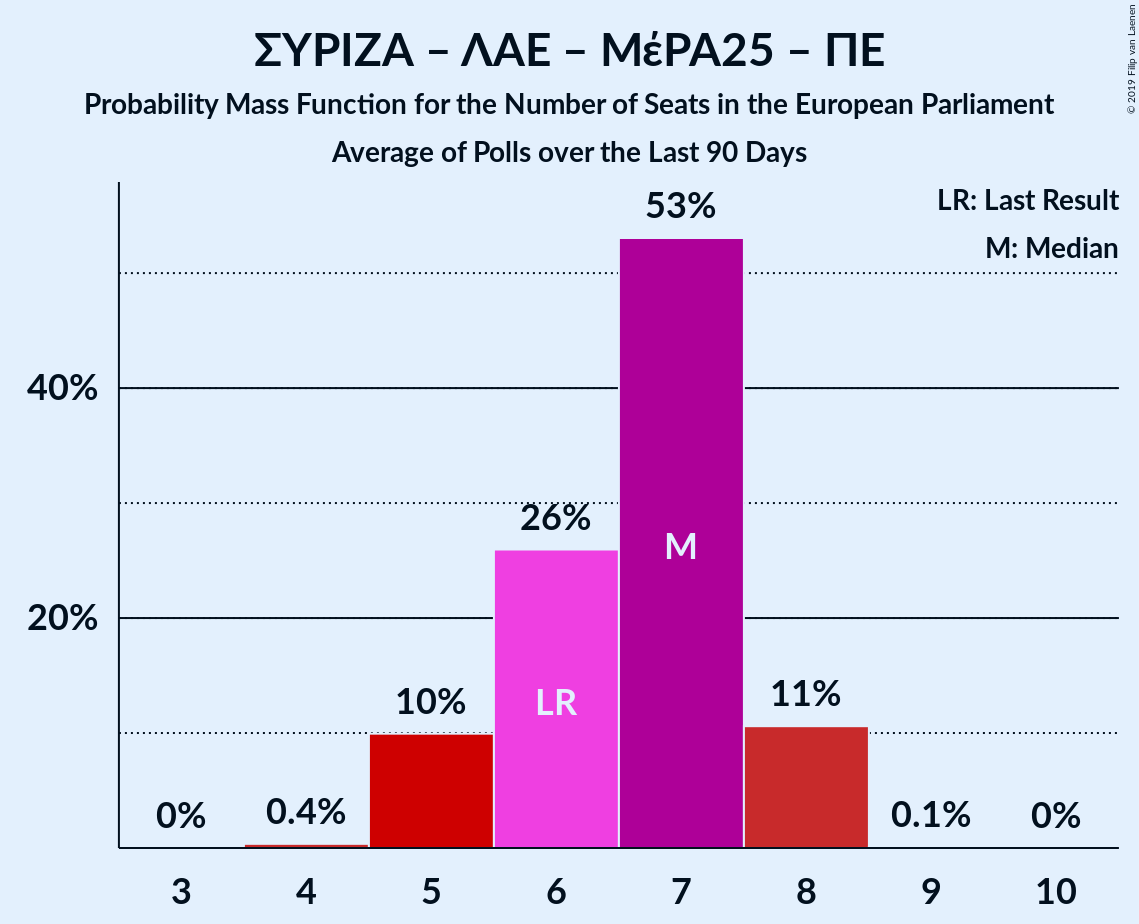 ΣΥΡΙΖΑ – ΛΑΕ – ΜέΡΑ25 – ΠΕ
Probability Mass Function for the Number of Seats in the European Parliament
Average of Polls over the Last 90 Days
© 2019 Filip van Laenen
LR: Last Result
M: Median
53%
40%
26%
M
20%
10%
LR
11%
0%
0.4%
0.1%
0%
3 4 5 6 7 8 9 10